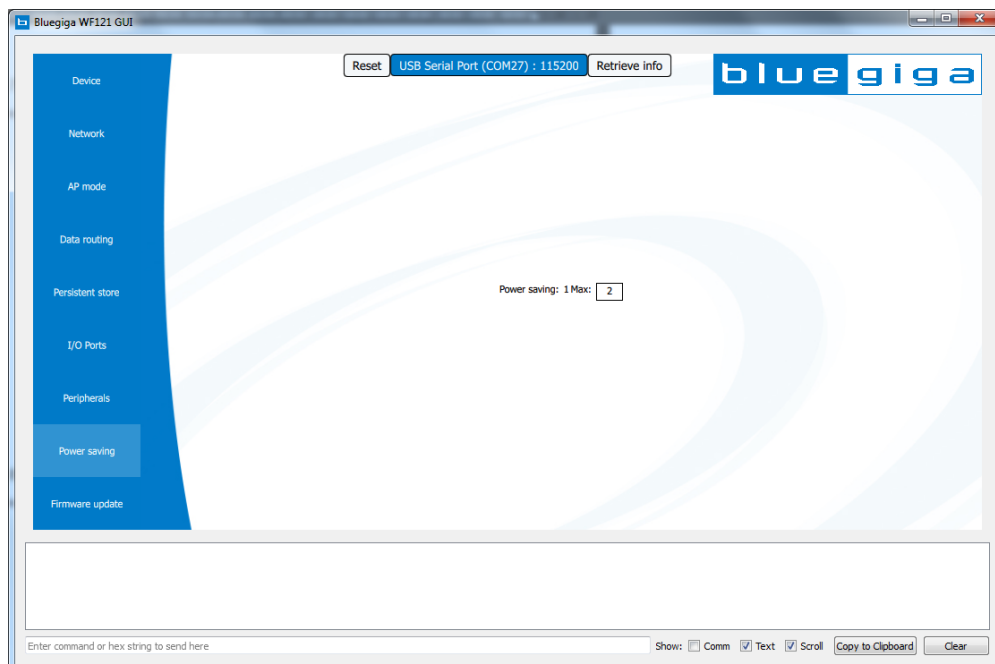 Bluegiga WF121 GUI
Reset USB Serial Port (COM27) : 115200 Retrieve info
bluegiga
Device
Network
AP mode
Data routing
Persistent store
I/O Ports
Peripherals
Power saving
Firmware update
Power saving: 1 Max: 2
Enter command or hex string to send here
Show: Comm Text Scroll Copy to Clipboard Clear